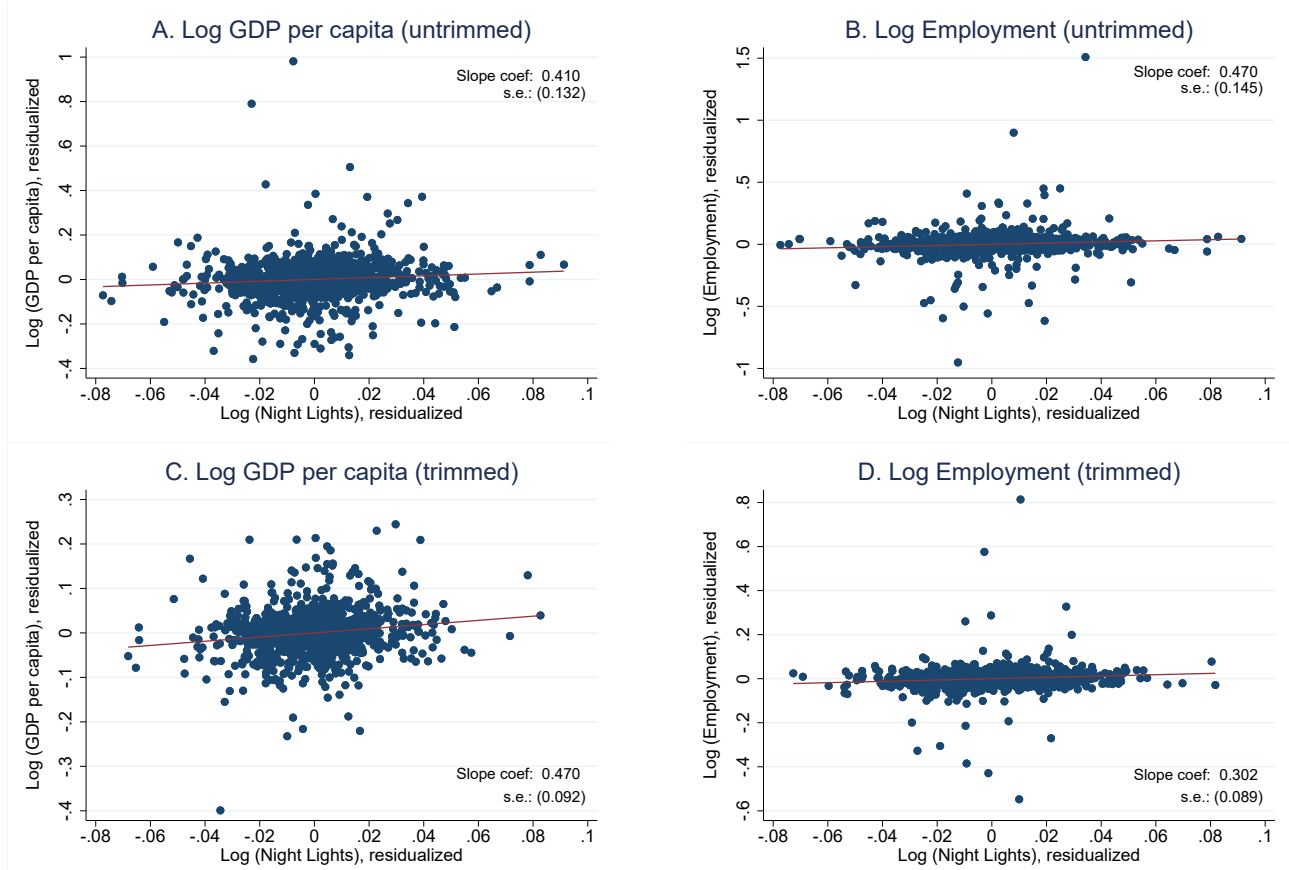 A. Log GDP per capita (untrimmed)
Slope coef: 0.410
s.e.: (0.132)
Log (GDP per capita), residualized
1
.8
.6
.4
.2
0
-.2
-.4
-.08 -.06 -.04 -.02 0 .02 .04 .06 .08 .1
Log (Night Lights), residualized
B. Log Employment (untrimmed)
Slope coef: 0.470
s.e.: (0.145)
Log (Employment), residualized
1.5
1
.5
0
-.5
-1
-.08 -.06 -.04 -.02 0 .02 .04 .06 .08 .1
Log (Night Lights), residualized
C. Log GDP per capita (trimmed)
Log (GDP per capita), residualized
.3
.2
.1
0
-.1
-.2
-.3
-.4
Slope coef: 0.470
s.e.: (0.092)
-.08 -.06 -.04 -.02 0 .02 .04 .06 .08 .1
Log (Night Lights), residualized
D. Log Employment (trimmed)
Log (Employment), residualized
.8
.6
.4
.2
0
-.2
-.4
-.6
Slope coef: 0.302
s.e.: (0.089)
-.08 -.06 -.04 -.02 0 .02 .04 .06 .08 .1
Log (Night Lights), residualized